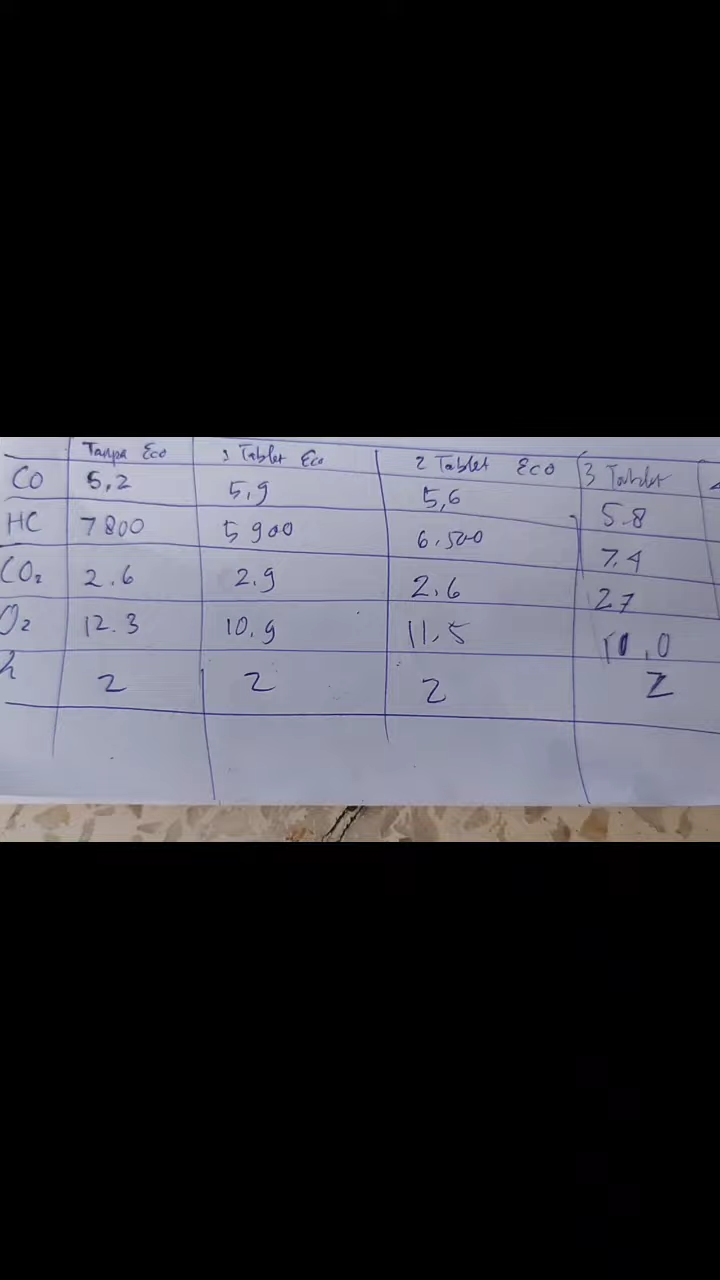 Tanpa Eco 1 Tablet Eco 2 Tablet Eco 3 Tablet
CO 5,2 5,9 5,6 5.8
HC 7800 5900 6.500 7.4
CO2 2.6 2.9 2.6 27
O2 12.3 10,9 11,5 10,0
2 2 2 2